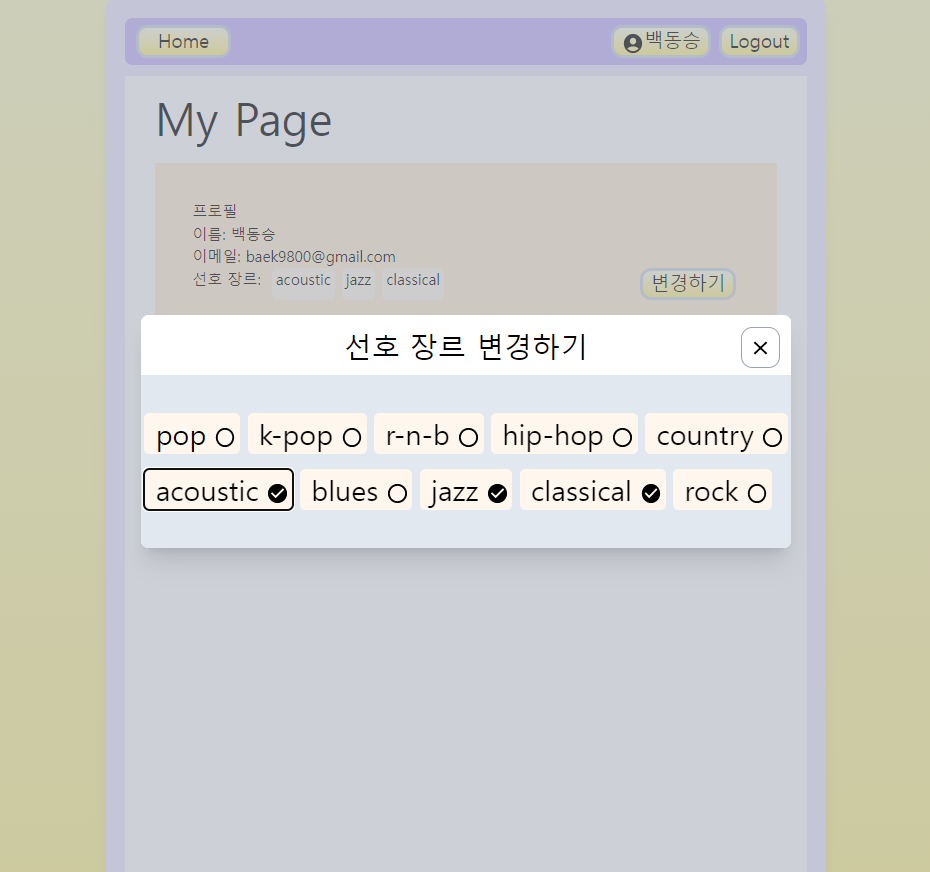 Home 백동승 Logout
My Page
프로필
이름: 백동승
이메일: baek9800@gmail.com
선호 장르: acoustic jazz classical 변경하기
선호 장르 변경하기
pop k-pop r-n-b hip-hop country
acoustic blues jazz classical rock